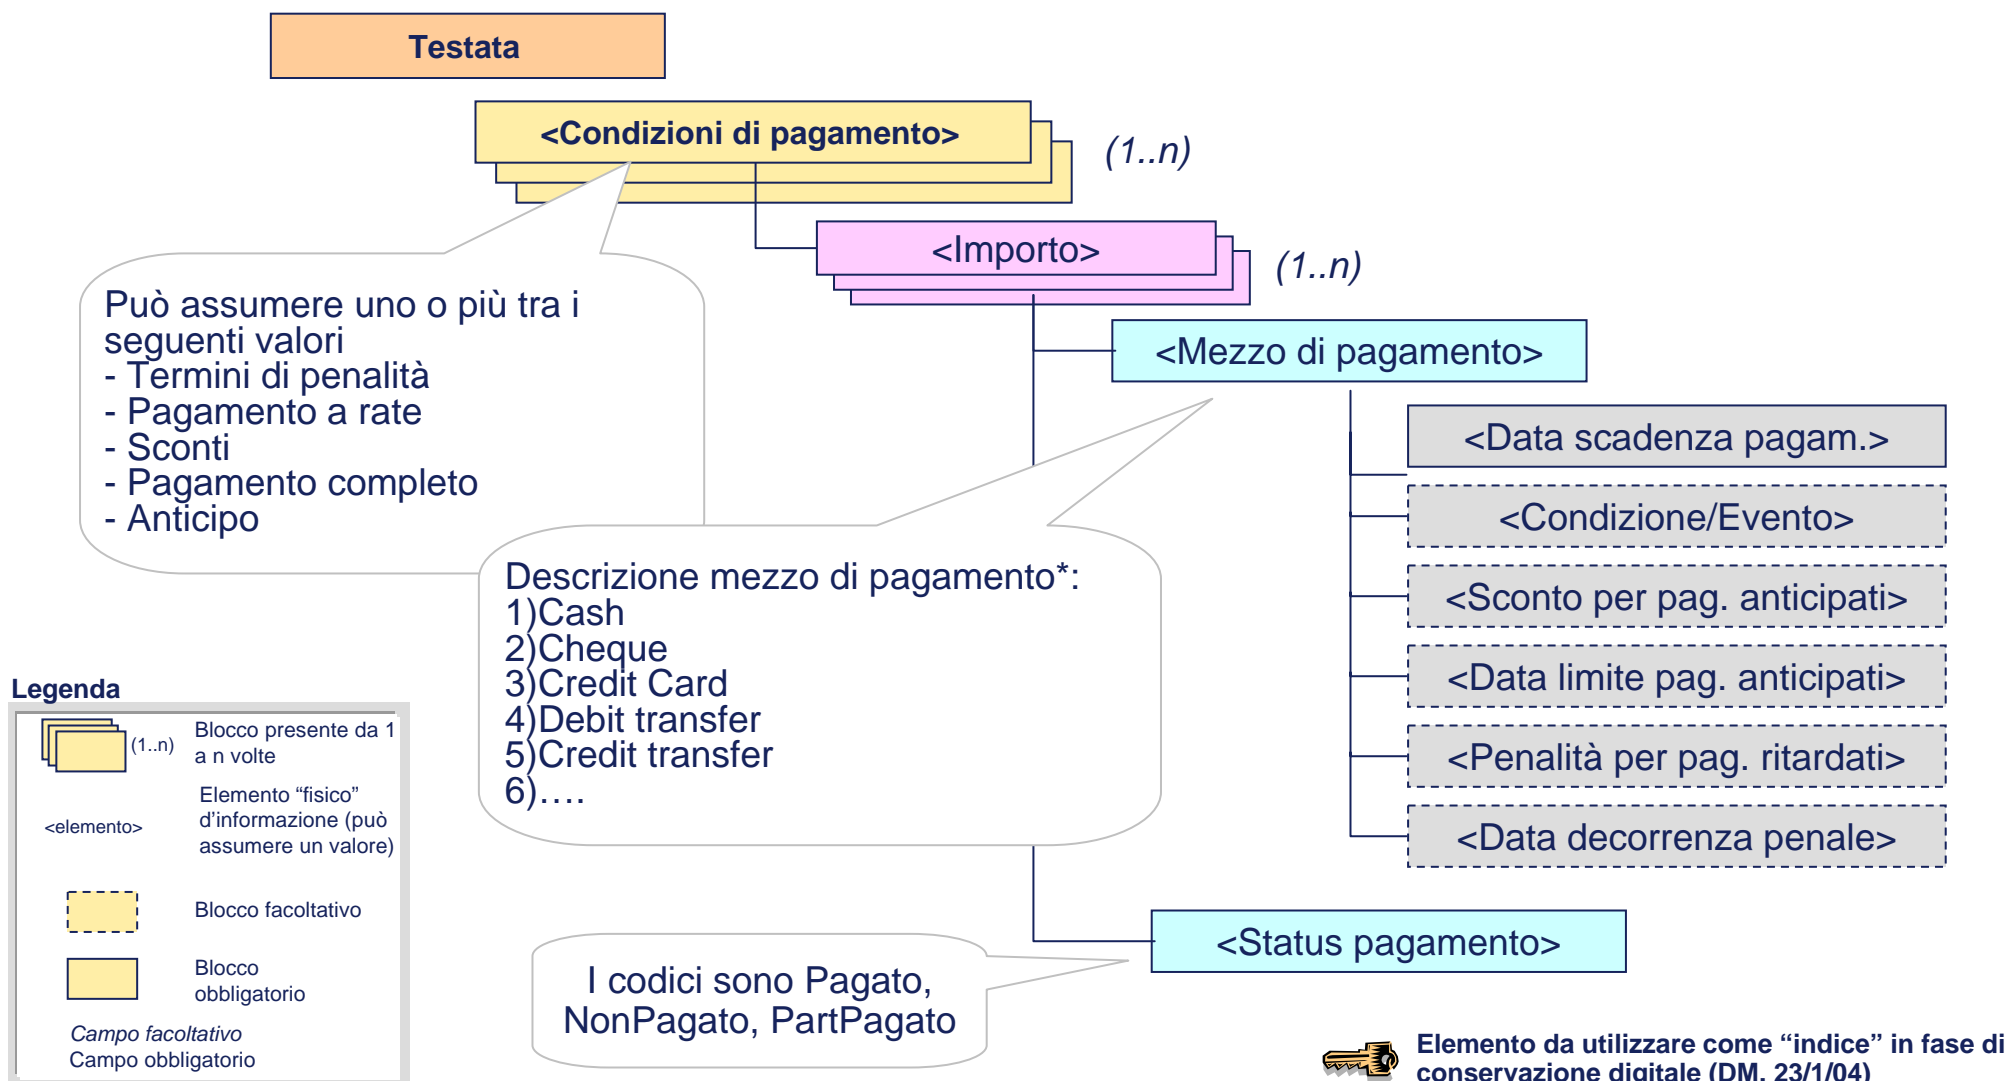 Testata
<Condizioni di pagamento>
(1..n)
<Importo>
(1..n)
Può assumere uno o più tra i
seguenti valori
- Termini di penalità
- Pagamento a rate
- Sconti
- Pagamento completo
- Anticipo
<Mezzo di pagamento>
<Data scadenza pagam.>
<Condizione/Evento>
<Sconto per pag. anticipati>
<Data limite pag. anticipati>
<Penalità per pag. ritardati>
<Data decorrenza penale>
Descrizione mezzo di pagamento*:
1)Cash
2)Cheque
3)Credit Card
4)Debit transfer
5)Credit transfer
6)….
<Status pagamento>
I codici sono Pagato,
NonPagato, PartPagato
Legenda
(1..n)
Blocco presente da 1
a n volte
<elemento>
Elemento “fisico”
d’informazione (può
assumere un valore)
Blocco facoltativo
Blocco
obbligatorio
Campo facoltativo
Campo obbligatorio
Elemento da utilizzare come “indice” in fase di
conservazione digitale (DM. 23/1/04)